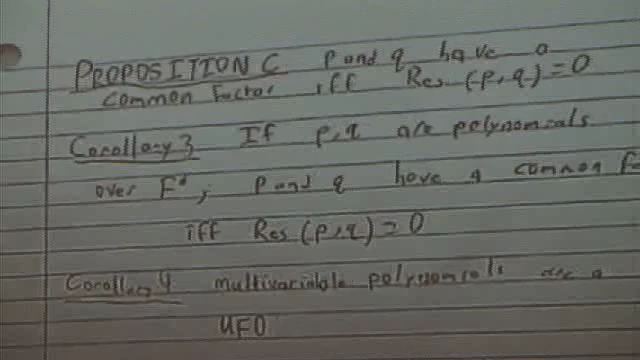 PROPOSITION C p and q have a
common factor iff Res(p,q)=0
Corollary 3 If p,q are polynomials
over F, p and q have a common
iff Res(p,q)=0
Corollary 4 multivariable polynomials are a
UFD